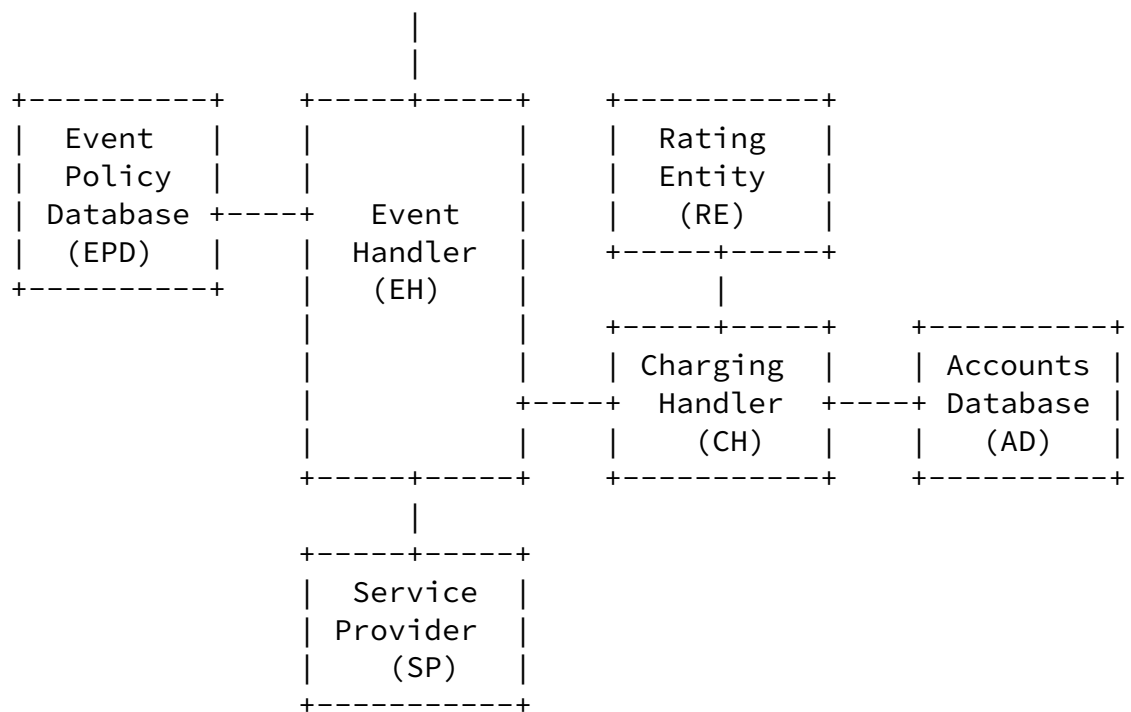 Event
Policy
Database
(EPD)
Event
Handler
(EH)
Rating
Entity
(RE)
Charging
Handler
(CH)
Accounts
Database
(AD)
Service
Provider
(SP)